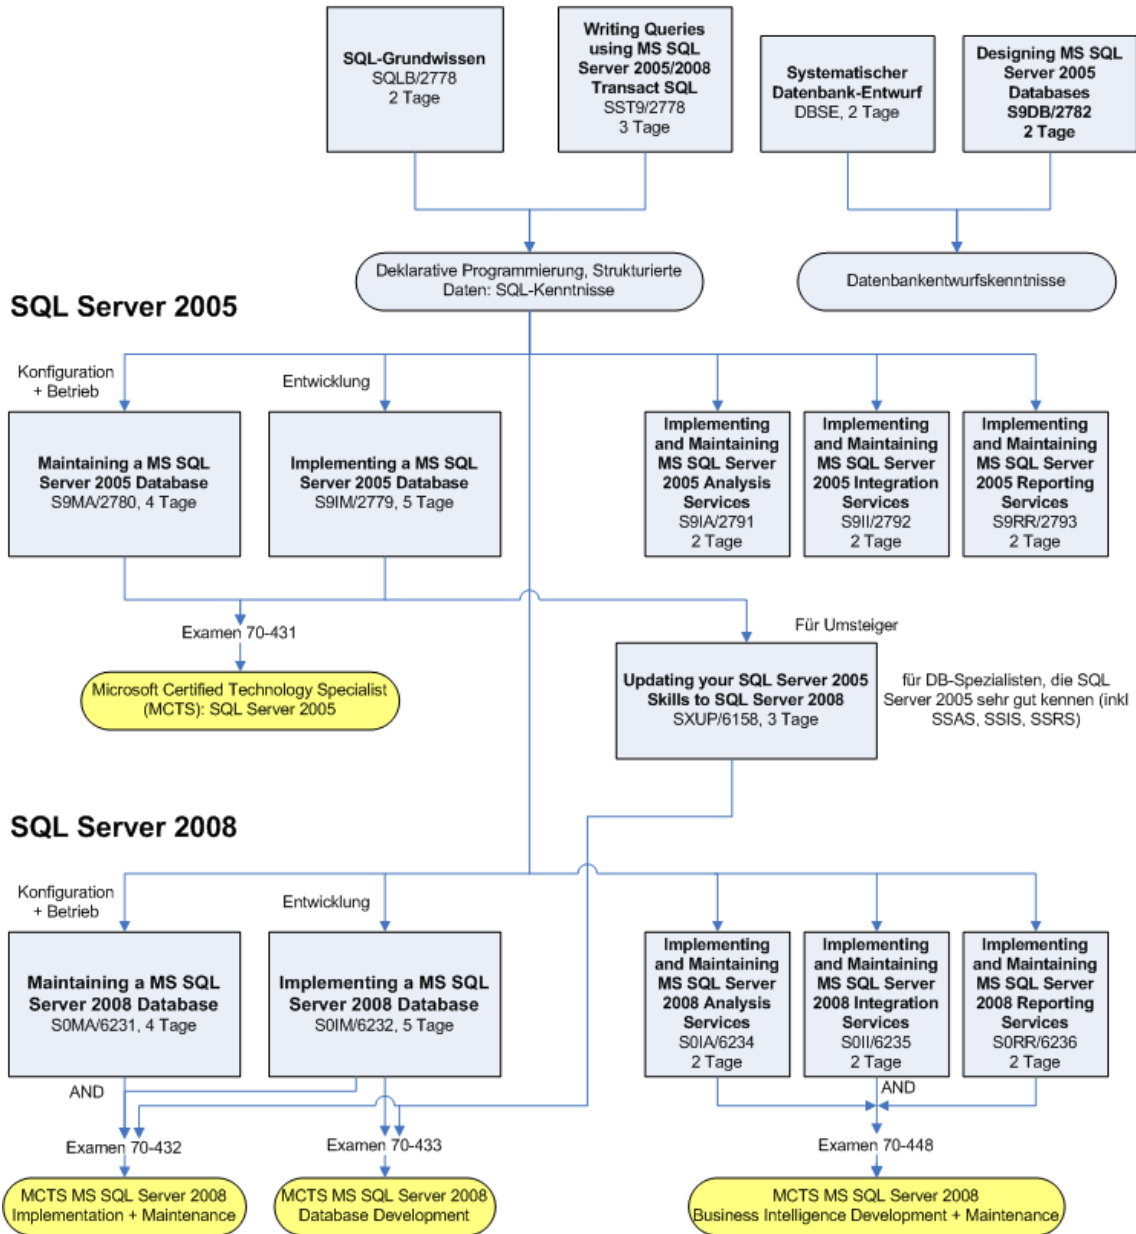 SQL-Grundwissen
SQLB/2778
2 Tage
Writing Queries
using MS SQL
Server 2005/2008
Transact SQL
SST9/2778
3 Tage
Systematischer
Datenbank-Entwurf
DBSE, 2 Tage
Designing MS SQL
Server 2005
Databases
S9DB/2782
2 Tage
Deklarative Programmierung, Strukturierte
Daten: SQL-Kenntnisse
Datenbankentwurfskenntnisse
SQL Server 2005
Konfiguration
+ Betrieb
Entwicklung
Maintaining a MS SQL
Server 2005 Database
S9MA/2780, 4 Tage
Implementing a MS SQL
Server 2005 Database
S9IM/2779, 5 Tage
Implementing
and Maintaining
MS SQL Server
2005 Analysis
Services
S9IA/2791
2 Tage
Implementing
and Maintaining
MS SQL Server
2005 Integration
Services
S9II/2792
2 Tage
Implementing
and Maintaining
MS SQL Server
2005 Reporting
Services
S9RR/2793
2 Tage
Examen 70-431
Microsoft Certified Technology Specialist
(MCTS): SQL Server 2005
Für Umsteiger
Updating your SQL Server 2005
Skills to SQL Server 2008
SXUP/6158, 3 Tage
für DB-Spezialisten, die SQL
Server 2005 sehr gut kennen (inkl
SSAS, SSIS, SSRS)
SQL Server 2008
Konfiguration
+ Betrieb
Entwicklung
Maintaining a MS SQL
Server 2008 Database
S0MA/6231, 4 Tage
Implementing a MS SQL
Server 2008 Database
S0IM/6232, 5 Tage
Implementing
and Maintaining
MS SQL Server
2008 Analysis
Services
S0IA/6234
2 Tage
Implementing
and Maintaining
MS SQL Server
2008 Integration
Services
S0II/6235
2 Tage
Implementing
and Maintaining
MS SQL Server
2008 Reporting
Services
S0RR/6236
2 Tage
AND
AND
Examen 70-432
Examen 70-433
Examen 70-448
MCTS MS SQL Server 2008
Implementation + Maintenance
MCTS MS SQL Server 2008
Database Development
MCTS MS SQL Server 2008
Business Intelligence Development + Maintenance